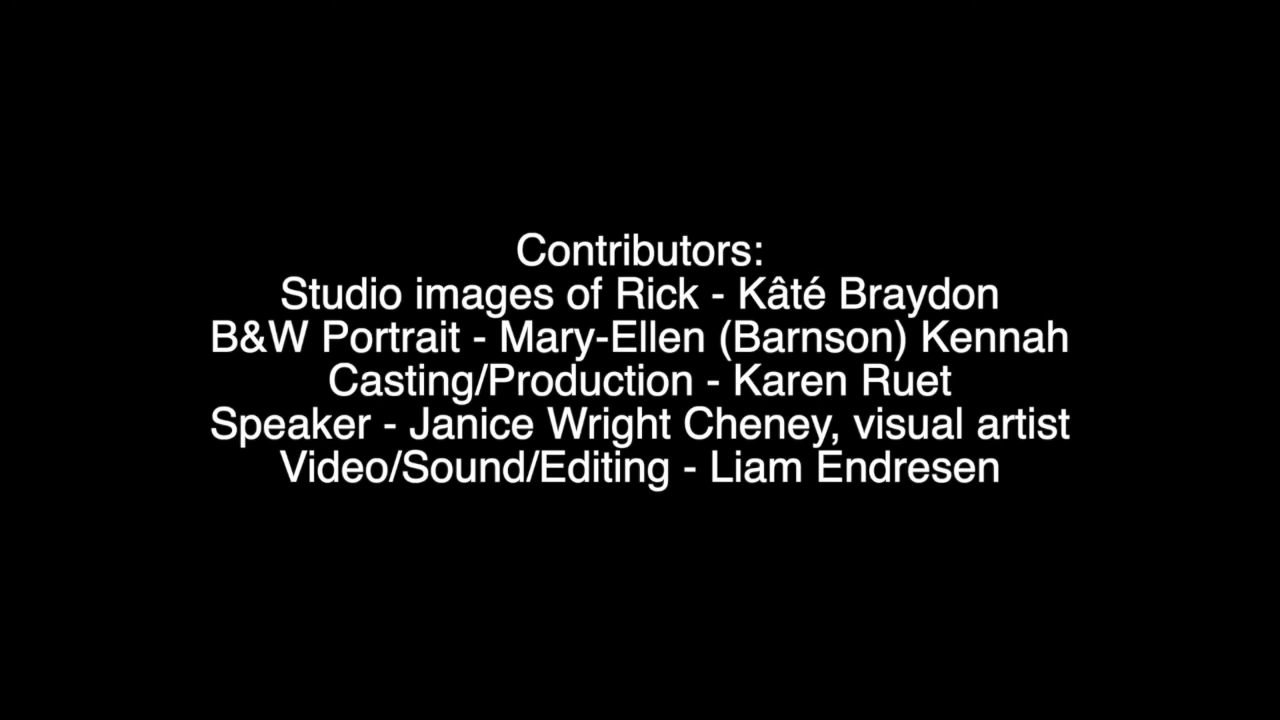 Contributors:
Studio images of Rick - Kâté Braydon
B&W Portrait - Mary-Ellen (Barnson) Kennah
Casting/Production - Karen Ruet
Speaker - Janice Wright Cheney, visual artist
Video/Sound/Editing - Liam Endresen